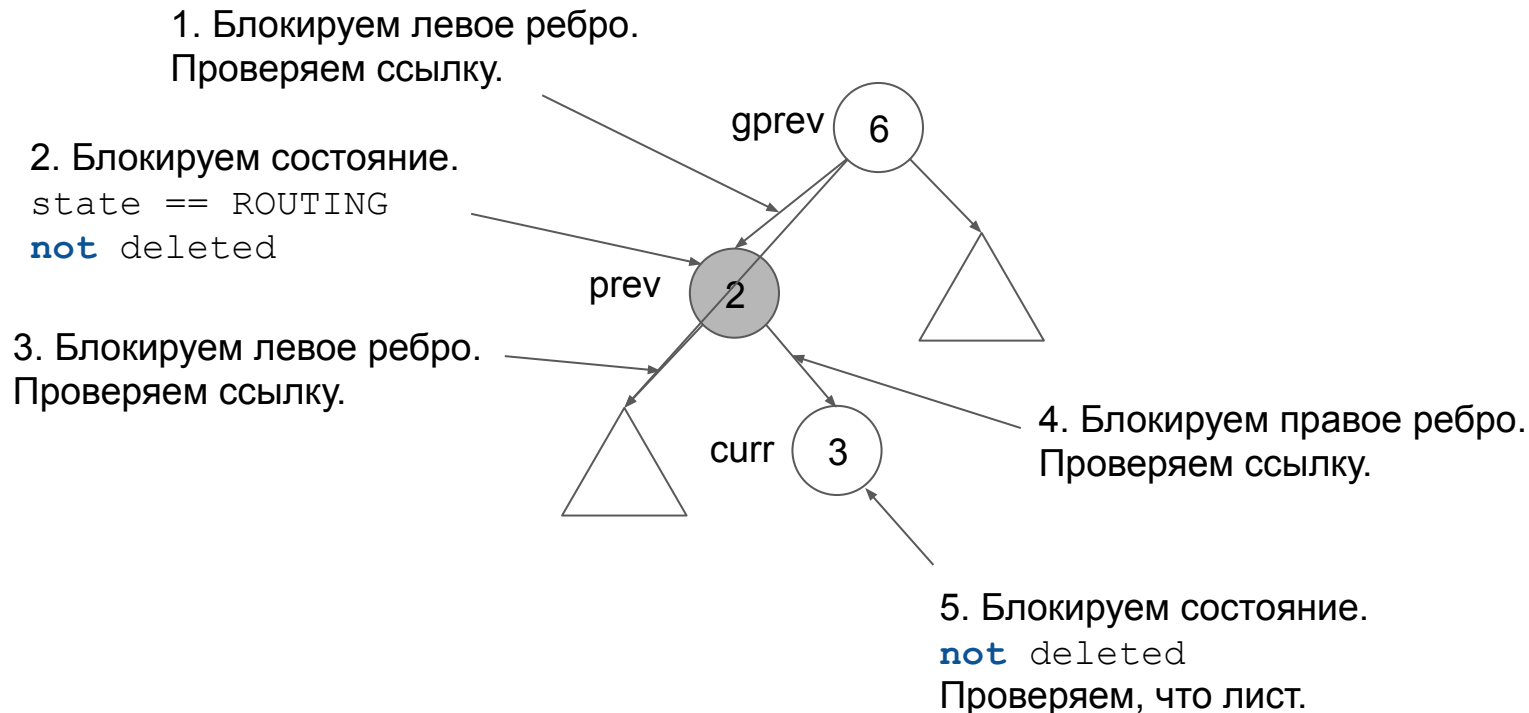 1. Блокируем левое ребро.
Проверяем ссылку.
gprev
6
2. Блокируем состояние.
state == ROUTING
not deleted
prev
2
3. Блокируем левое ребро.
Проверяем ссылку.
curr
3
4. Блокируем правое ребро.
Проверяем ссылку.
5. Блокируем состояние.
not deleted
Проверяем, что лист.